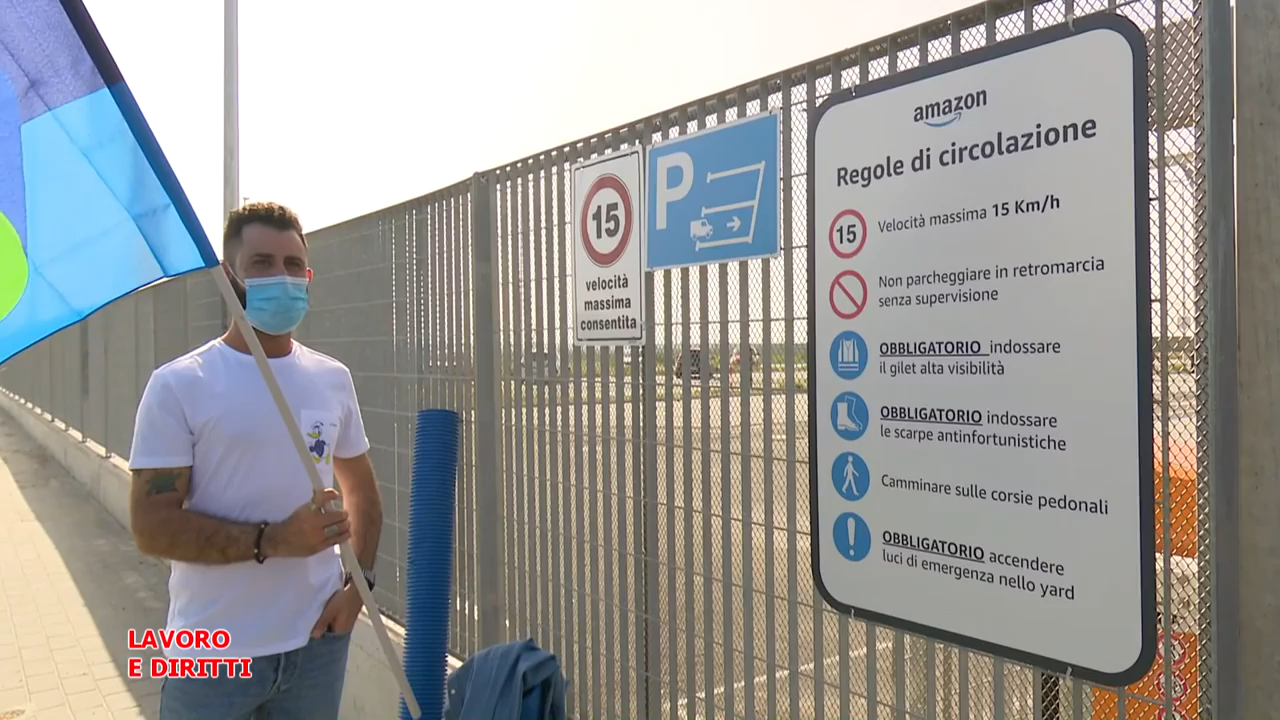 amazon
Regole di circolazione
15
Velocità massima 15 Km/h
Non parcheggiare in retromarcia
senza supervisione
OBBLIGATORIO indossare
il gilet alta visibilità
OBBLIGATORIO indossare
le scarpe antinfortunistiche
Camminare sulle corsie pedonali
!
OBBLIGATORIO accendere
luci di emergenza nello yard
15
velocità
massima
consentita
P
LAVORO
E DIRITTI